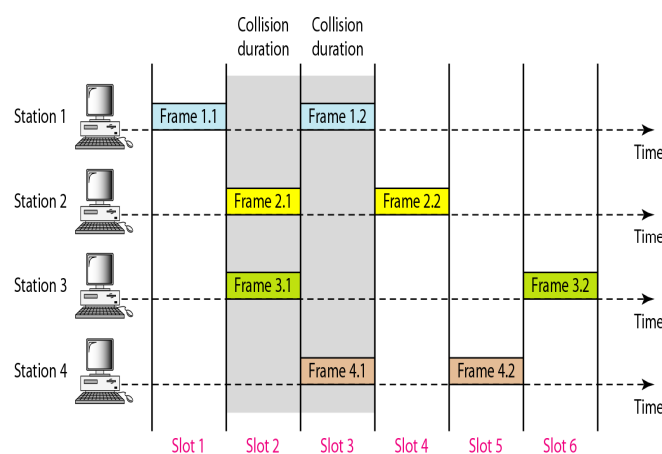 Collision
duration
Collision
duration
Station 1
Frame 1.1
Frame 1.2
Time
Station 2
Frame 2.1
Frame 2.2
Time
Station 3
Frame 3.1
Frame 3.2
Time
Station 4
Frame 4.1
Frame 4.2
Time
Slot 1
Slot 2
Slot 3
Slot 4
Slot 5
Slot 6